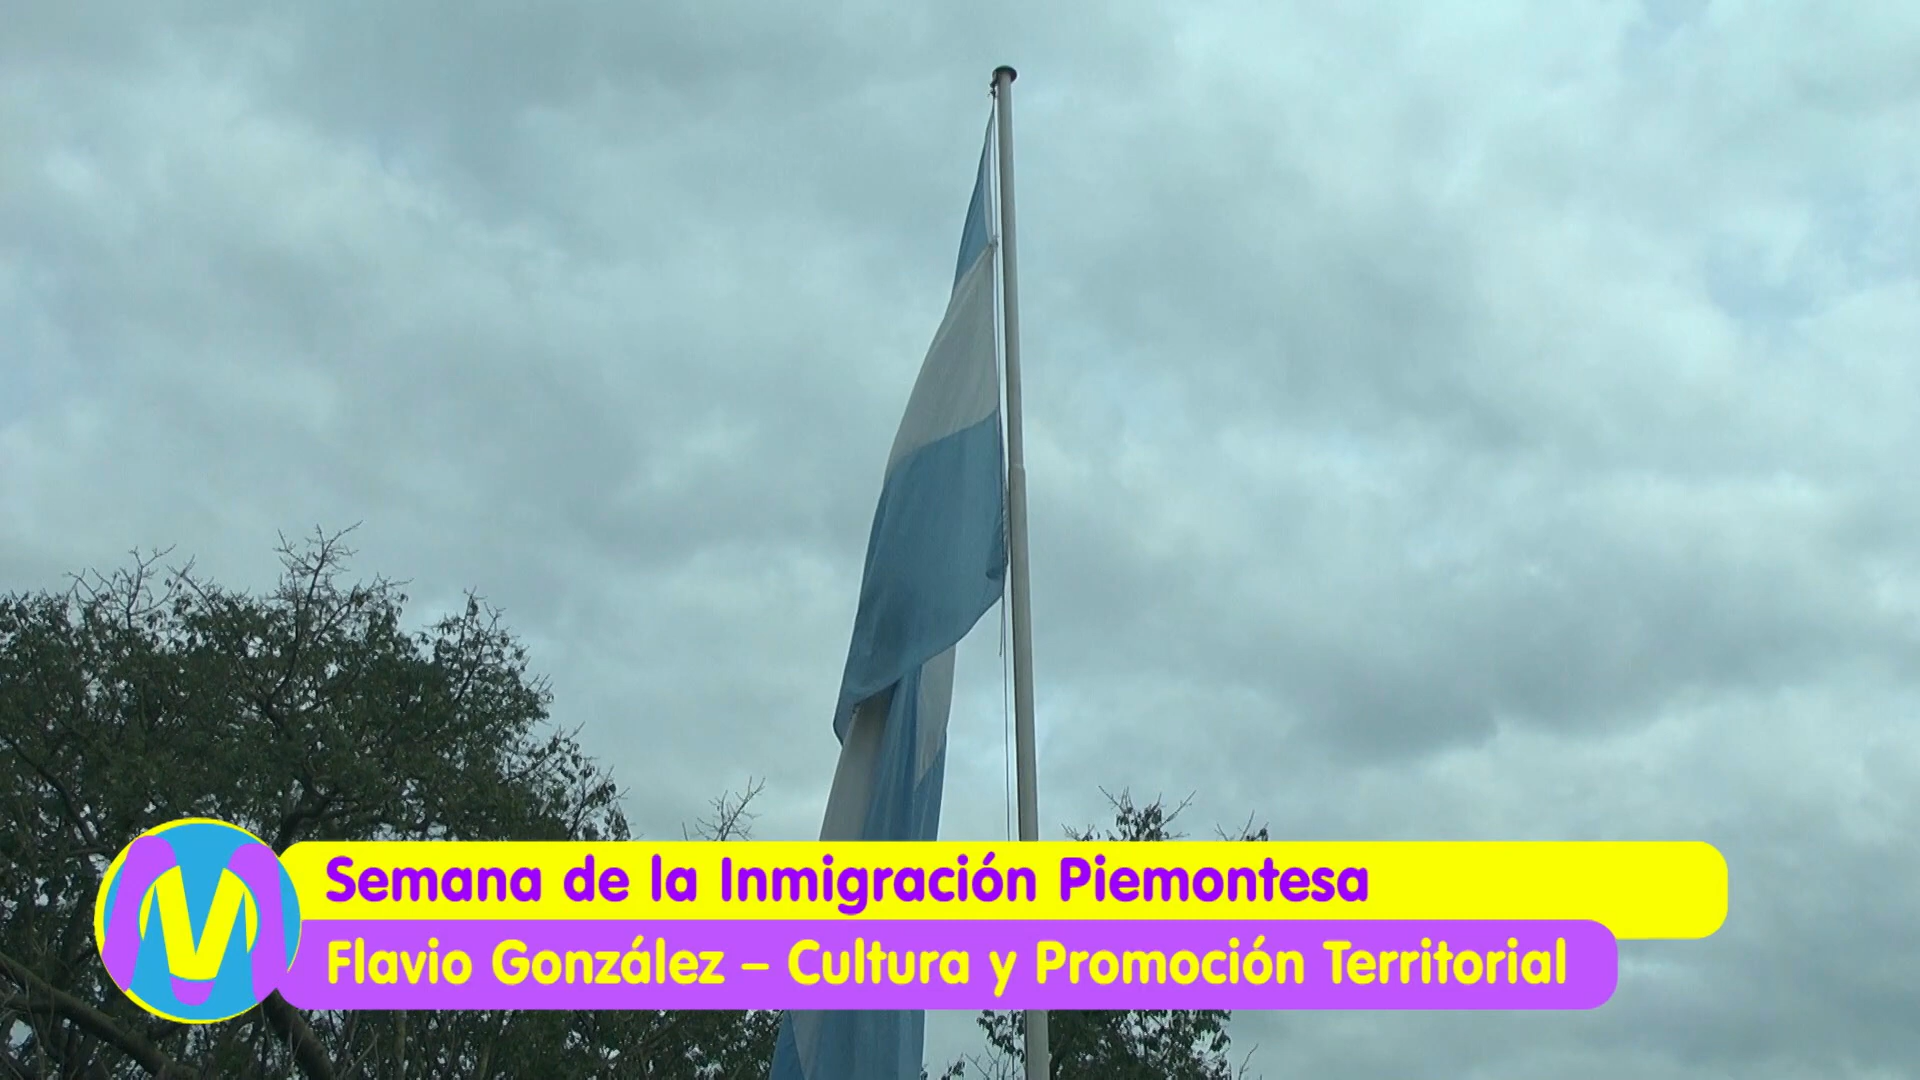 Semana de la Inmigración Piemontesa
Flavio González – Cultura y Promoción Territorial